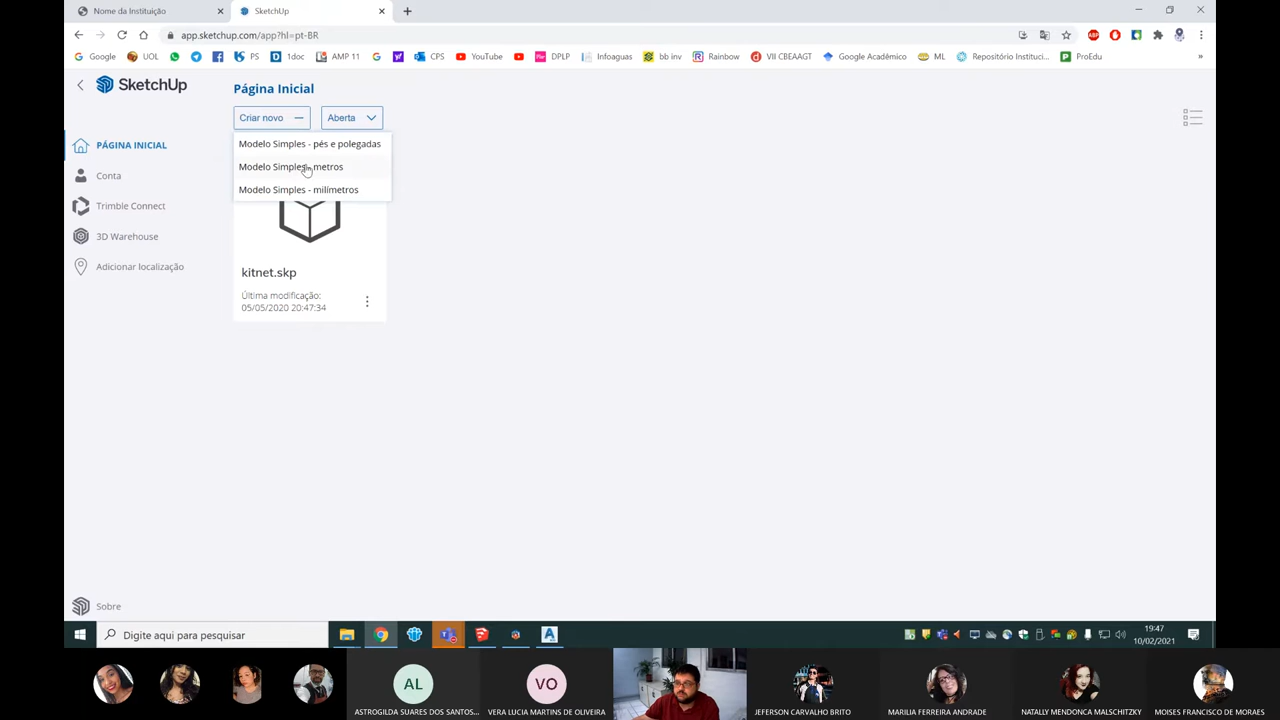 Nome da Instituição
SketchUp
app.sketchup.com/app?hl=pt-BR
Google
UOL
PS
1doc
AMP 11
CPS
YouTube
DPLP
Infoaguas
bb inv
Rainbow
VII CBEAAGT
Google Acadêmico
ML
Repositório Instituci...
ProEdu
»
SketchUp
Página Inicial
Criar novo
Aberta
Modelo Simples - pés e polegadas
Modelo Simples - metros
Modelo Simples - milímetros
PÁGINA INICIAL
Conta
Trimble Connect
3D Warehouse
Adicionar localização
kitnet.skp
Última modificação:
05/05/2020 20:47:34
Sobre
Digite aqui para pesquisar
19:47
10/02/2021
AL
VO
ASTROGILDA SUARES DOS SANTOS...
VERA LUCIA MARTINS DE OLIVEIRA
JEFERSON CARVALHO BRITO
MARILIA FERREIRA ANDRADE
NATALLY MENDONCA MALSCHITZKY
MOISES FRANCISCO DE MORAES